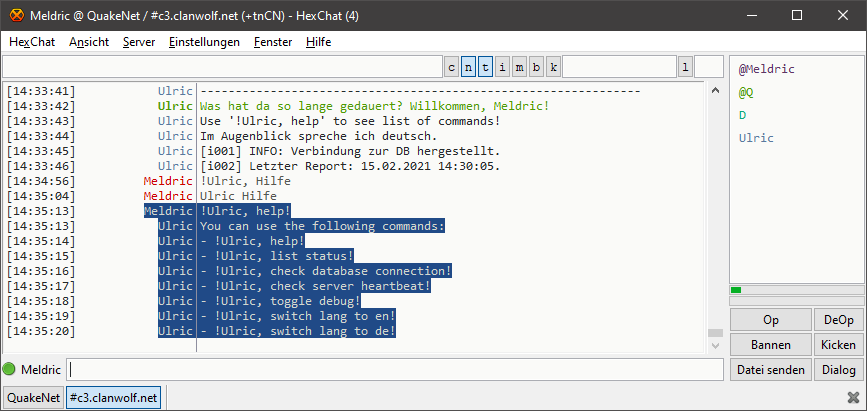 Meldric @ QuakeNet / #c3.clanwolf.net (+tnCN) - HexChat (4)
HexChat Ansicht Server Einstellungen Fenster Hilfe
c n t i m b k l
[14:33:41] Ulric ---------------------------------------------------------------
[14:33:42] Ulric Was hat da so lange gedauert? Willkommen, Meldric!
[14:33:43] Ulric Use '!Ulric, help' to see list of commands!
[14:33:44] Ulric Im Augenblick spreche ich deutsch.
[14:33:45] Ulric [i001] INFO: Verbindung zur DB hergestellt.
[14:33:46] Ulric [i002] Letzter Report: 15.02.2021 14:30:05.
[14:34:56] Meldric !Ulric, Hilfe
[14:35:04] Meldric Ulric Hilfe
[14:35:13] Meldric !Ulric, help!
[14:35:13] Ulric You can use the following commands:
[14:35:14] Ulric - !Ulric, help!
[14:35:15] Ulric - !Ulric, list status!
[14:35:16] Ulric - !Ulric, check database connection!
[14:35:17] Ulric - !Ulric, check server heartbeat!
[14:35:18] Ulric - !Ulric, toggle debug!
[14:35:19] Ulric - !Ulric, switch lang to en!
[14:35:20] Ulric - !Ulric, switch lang to de!
@Meldric
@Q
D
Ulric
Op DeOp
Bannen Kicken
Datei senden Dialog
Meldric
QuakeNet #c3.clanwolf.net